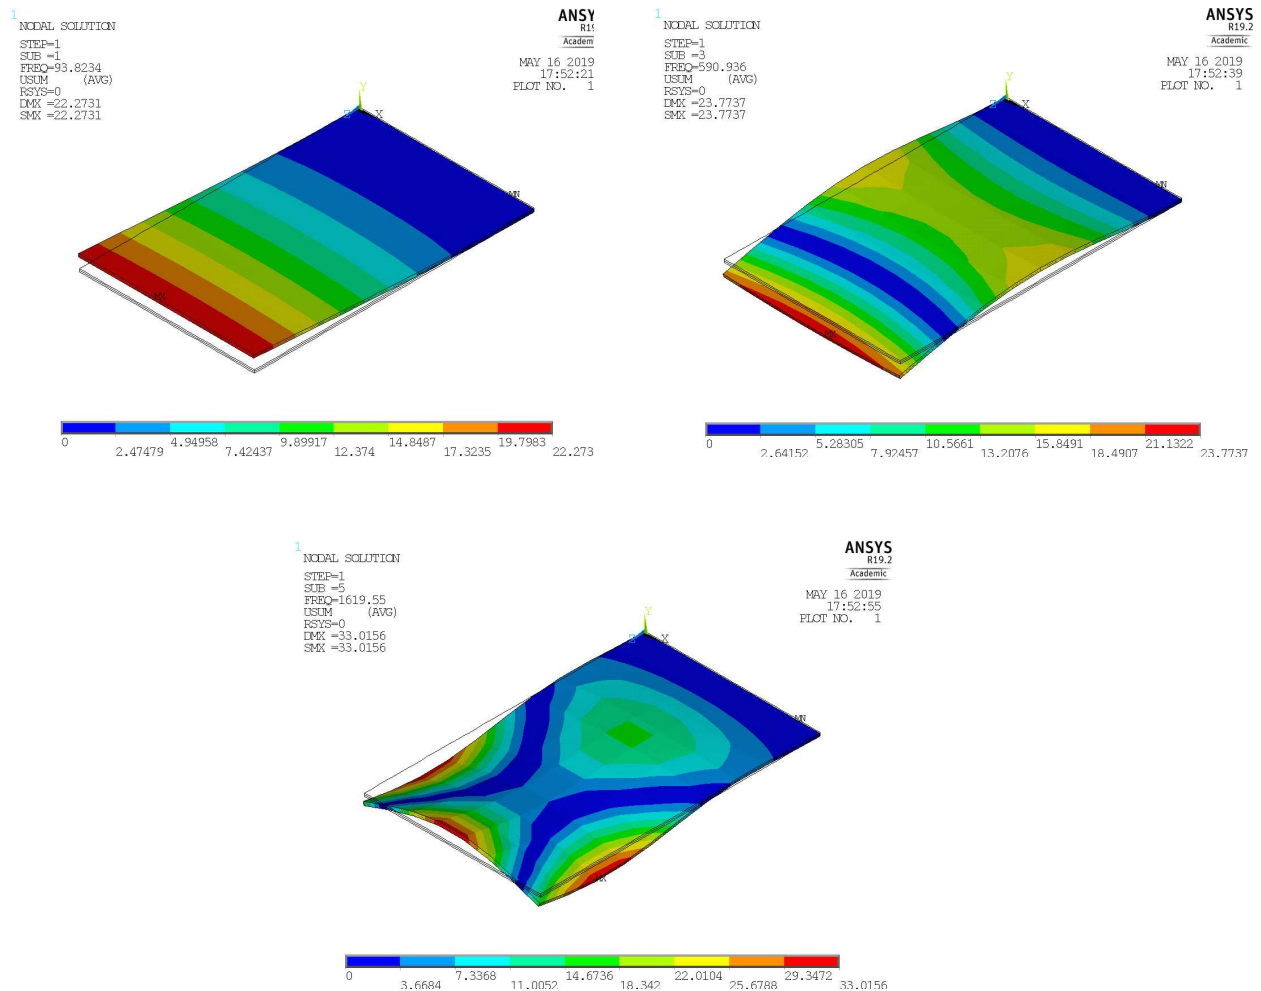 1
NODAL SOLUTION
STEP=1
SUB =1
FREQ=93.8234
USUM (AVG)
RSYS=0
DMX =22.2731
SMX =22.2731
ANSY
R19
Academ
MAY 16 2019
17:52:21
PLOT NO. 1
Y
Z X
MN
MX
0 4.94958 9.89917 14.8487 19.7983
2.47479 7.42437 12.374 17.3235 22.273
1
NODAL SOLUTION
STEP=1
SUB =3
FREQ=590.936
USUM (AVG)
RSYS=0
DMX =23.7737
SMX =23.7737
ANSYS
R19.2
Academic
MAY 16 2019
17:52:39
PLOT NO. 1
Y
Z X
MN
MX
0 5.28305 10.5661 15.8491 21.1322
2.64152 7.92457 13.2076 18.4907 23.7737
1
NODAL SOLUTION
STEP=1
SUB =5
FREQ=1619.55
USUM (AVG)
RSYS=0
DMX =33.0156
SMX =33.0156
ANSYS
R19.2
Academic
MAY 16 2019
17:52:55
PLOT NO. 1
Y
Z X
MN
MX
0 7.3368 14.6736 22.0104 29.3472
3.6684 11.0052 18.342 25.6788 33.0156